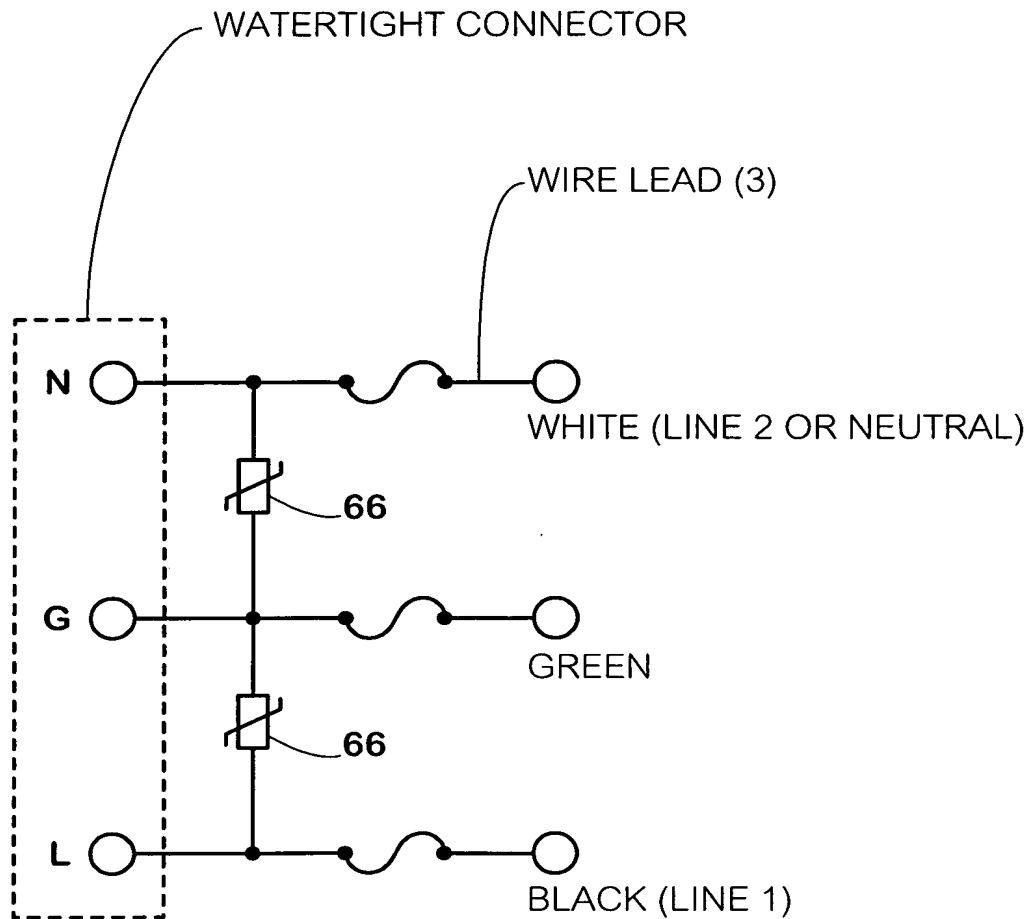 WATERTIGHT CONNECTOR
WIRE LEAD (3)
N
WHITE (LINE 2 OR NEUTRAL)
66
G
GREEN
66
L
BLACK (LINE 1)